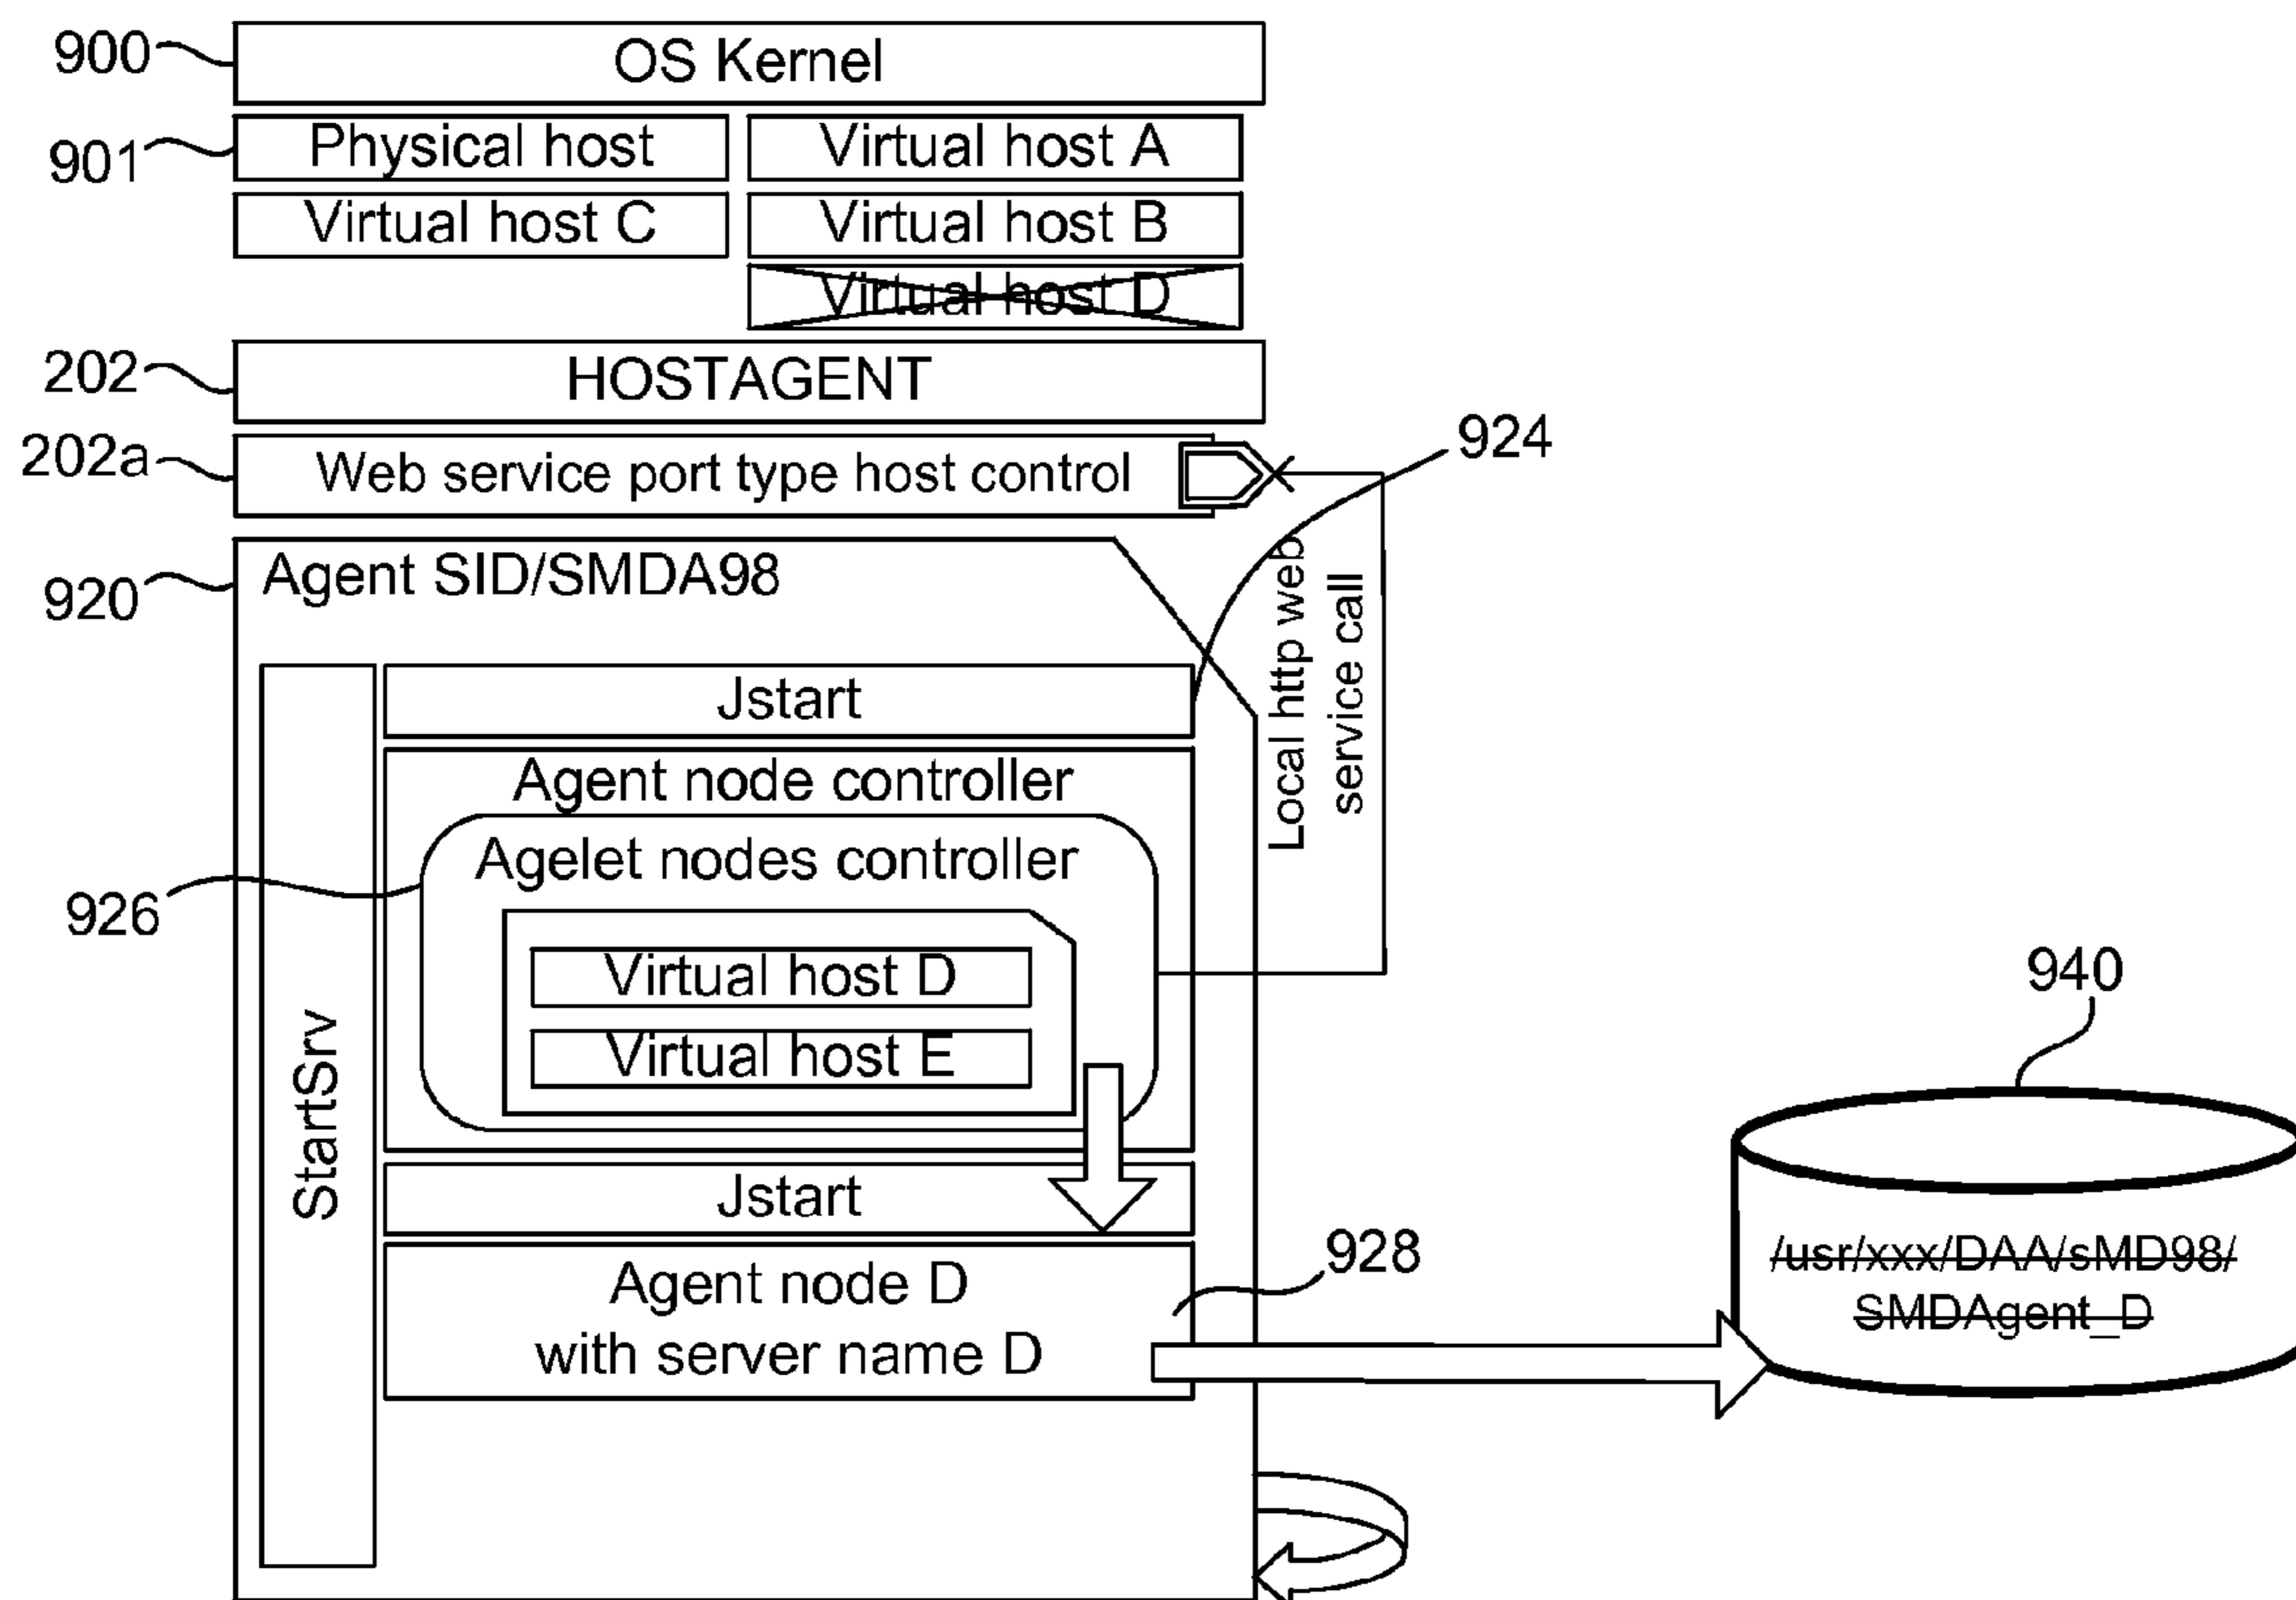 900
OS Kernel
901
Physical host
Virtual host A
Virtual host C
Virtual host B
Virtual host D
202
HOSTAGENT
202a
Web service port type host control
924
920
Agent SID/SMDA98
Local http web
service call
Jstart
Agent node controller
Agelet nodes controller
926
Virtual host D
Virtual host E
StartSrv
Jstart
Agent node D
with server name D
928
940
/usr/xxx/DAA/sMD98/
SMDAgent_D